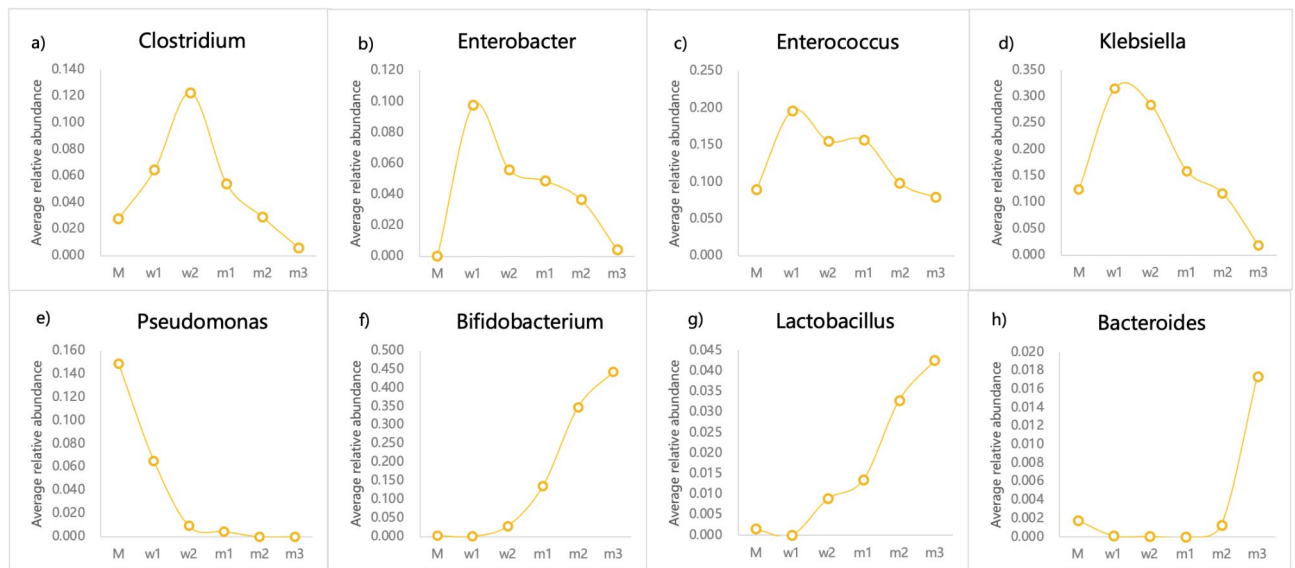 a) Clostridium
Average relative abundance
0.140
0.120
0.100
0.080
0.060
0.040
0.020
0.000
M w1 w2 m1 m2 m3
b) Enterobacter
Average relative abundance
0.120
0.100
0.080
0.060
0.040
0.020
0.000
M w1 w2 m1 m2 m3
c) Enterococcus
Average relative abundance
0.250
0.200
0.150
0.100
0.050
0.000
M w1 w2 m1 m2 m3
d) Klebsiella
Average relative abundance
0.350
0.300
0.250
0.200
0.150
0.100
0.050
0.000
M w1 w2 m1 m2 m3
e) Pseudomonas
Average relative abundance
0.160
0.140
0.120
0.100
0.080
0.060
0.040
0.020
0.000
M w1 w2 m1 m2 m3
f) Bifidobacterium
Average relative abundance
0.500
0.450
0.400
0.350
0.300
0.250
0.200
0.150
0.100
0.050
0.000
M w1 w2 m1 m2 m3
g) Lactobacillus
Average relative abundance
0.045
0.040
0.035
0.030
0.025
0.020
0.015
0.010
0.005
0.000
M w1 w2 m1 m2 m3
h) Bacteroides
Average relative abundance
0.020
0.018
0.016
0.014
0.012
0.010
0.008
0.006
0.004
0.002
0.000
M w1 w2 m1 m2 m3